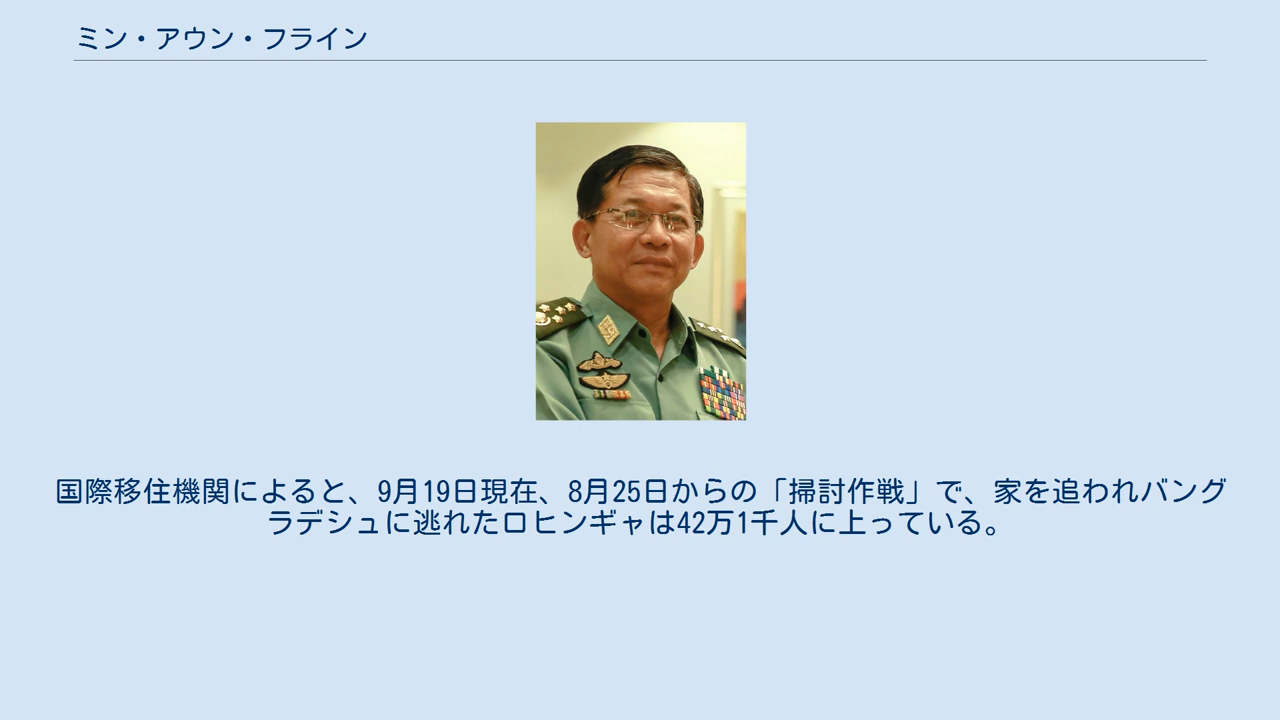 ミン・アウン・フライン
国際移住機関によると、9月19日現在、8月25日からの「掃討作戦」で、家を追われバング
ラデシュに逃れたロヒンギャは42万1千人に上っている。